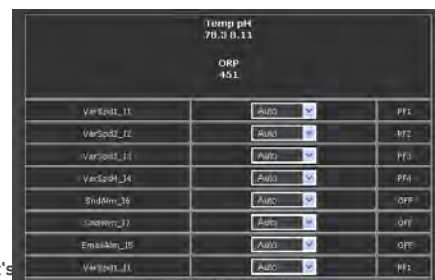 Temp pH
78.3 8.11
ORP
451
VarSpd1_I1 Auto PF1
VarSpd2_I2 Auto PF2
VarSpd3_I3 Auto PF3
VarSpd4_I4 Auto PF4
SndAlm_I6 Auto OFF
Auto OFF
EmailAlm_I5 Auto OFF
VarSpd1_I1 Auto PF1